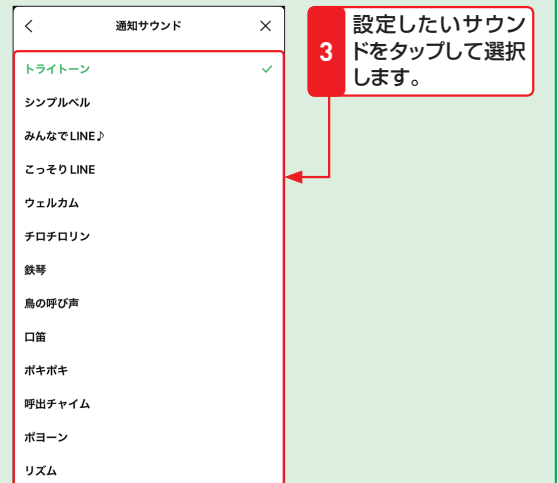 通知サウンド
トライトーン
シンプルベル
みんなでLINE♪
こっそりLINE
ウェルカム
チロチロリン
鉄琴
鳥の呼び声
口笛
ポキポキ
呼出チャイム
ポヨーン
リズム
3
設定したいサウン
ドをタップして選択
します。